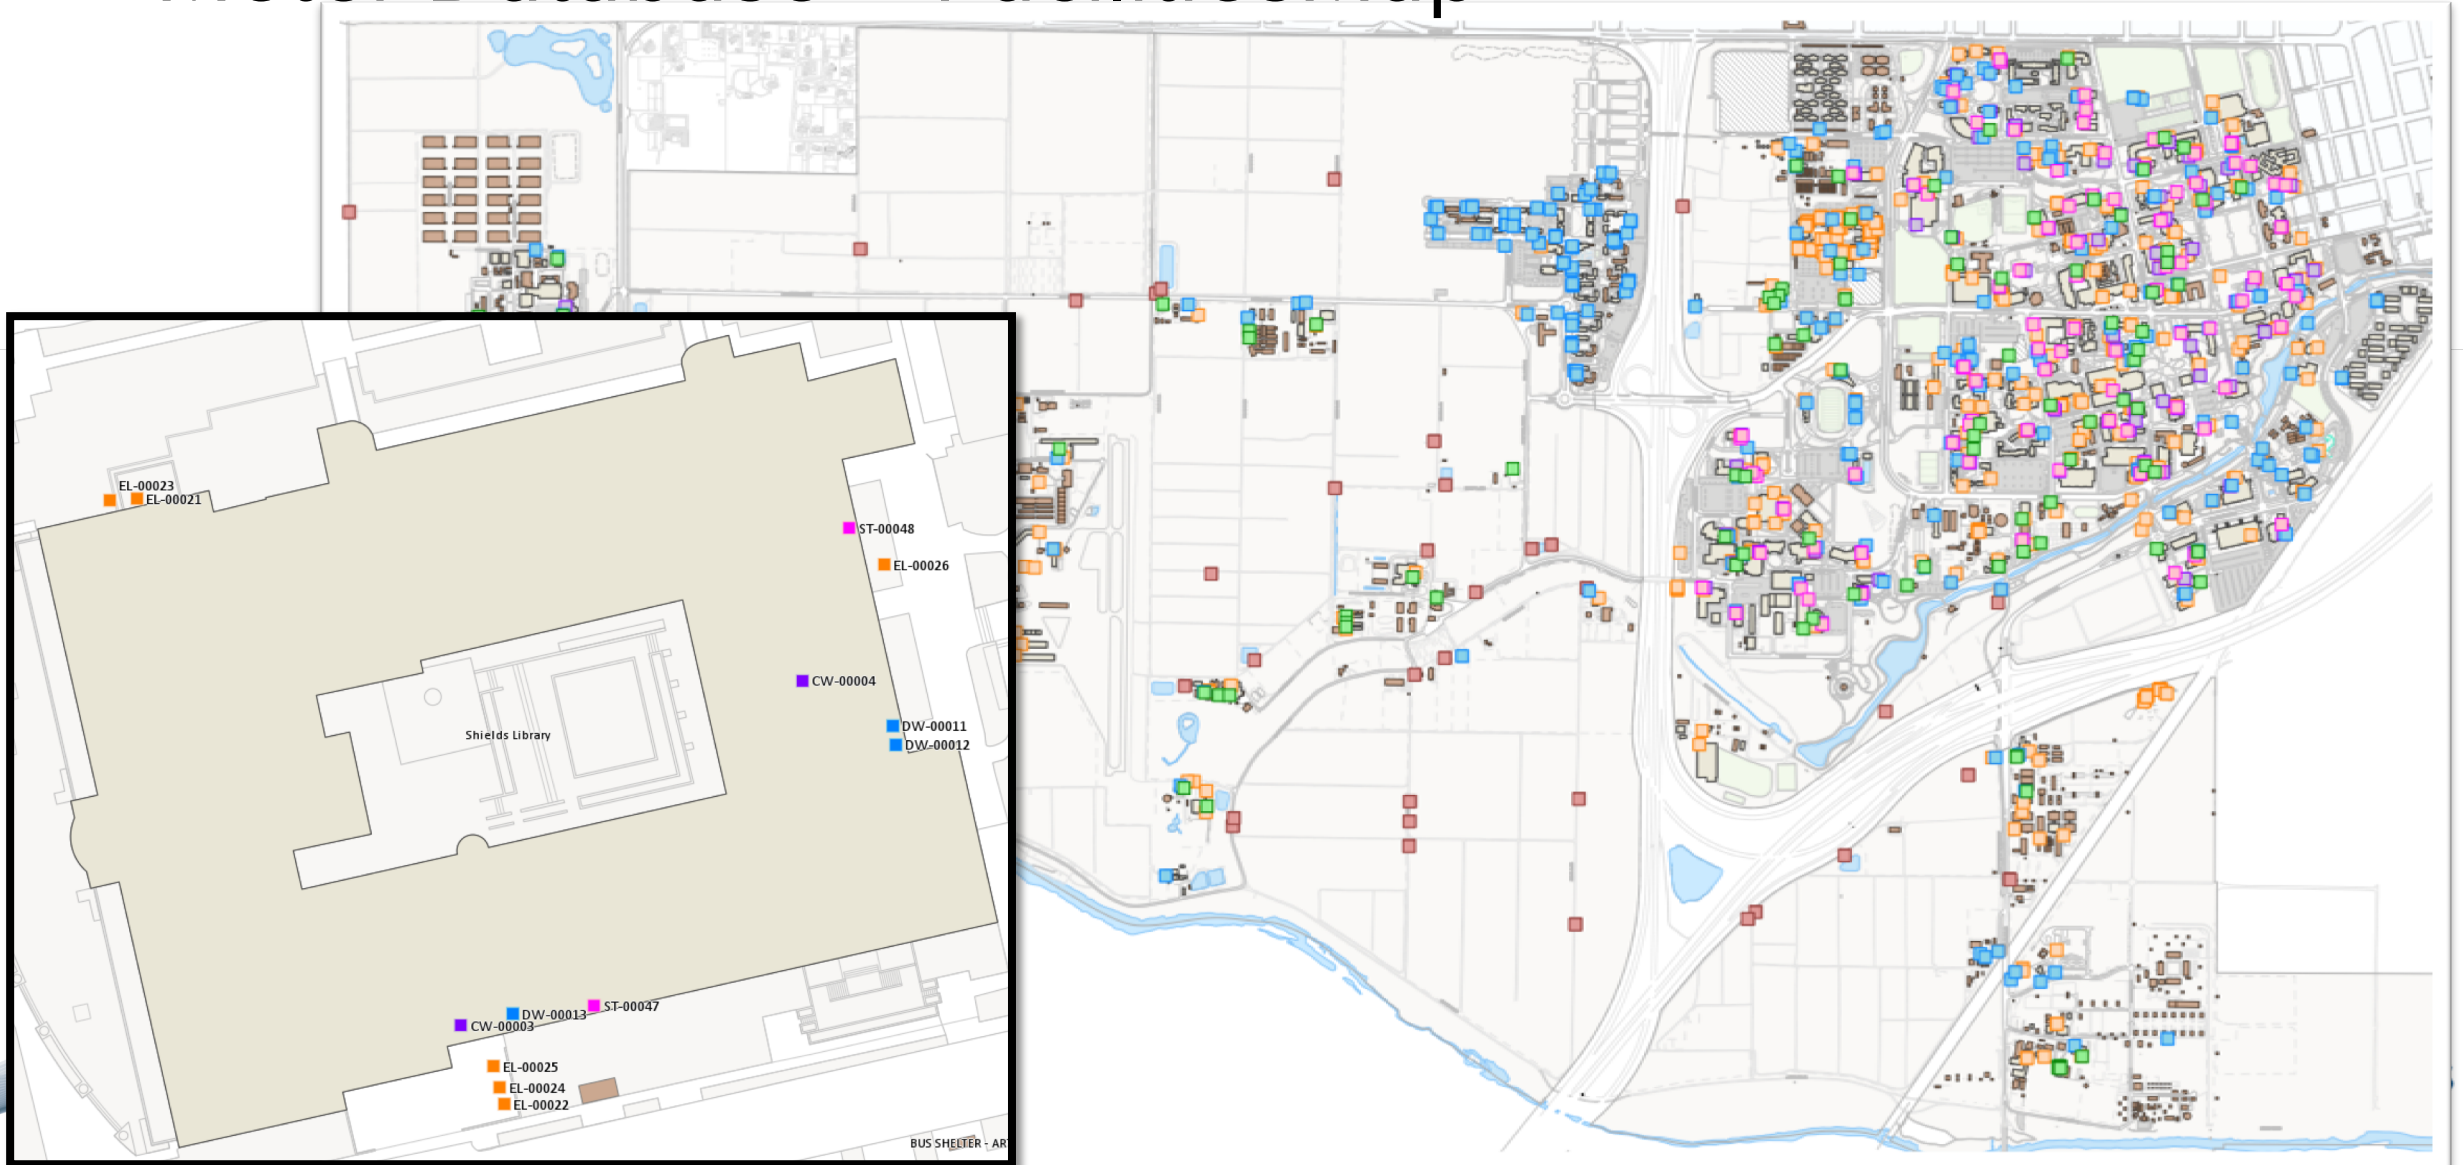 EL-00023
EL-00021
ST-00048
EL-00026
CW-00004
DW-00011
Shields Library
DW-00012
ST-00047
DW-00013
CW-00003
EL-00025
EL-00024
EL-00022
BUS SHELTER - AR